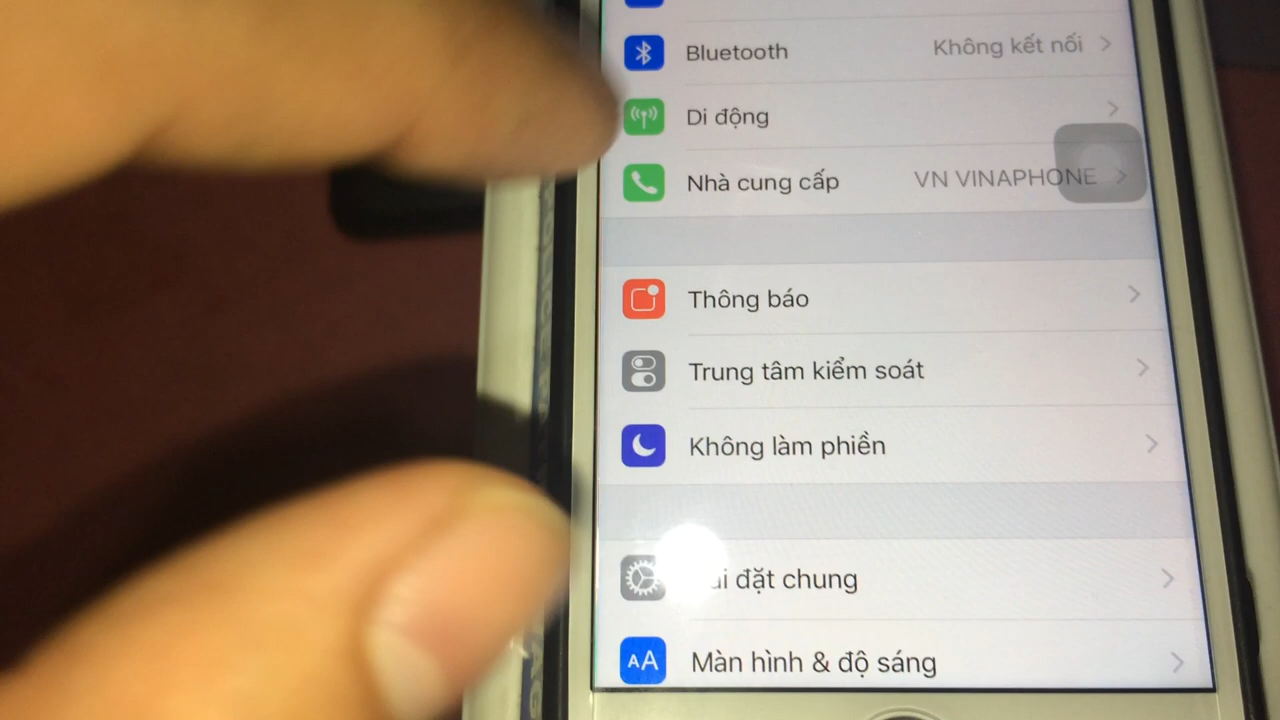 Bluetooth Không kết nối
Di động
Nhà cung cấp VN VINAPHONE
Thông báo
Trung tâm kiểm soát
Không làm phiền
đặt chung
AA Màn hình & độ sáng